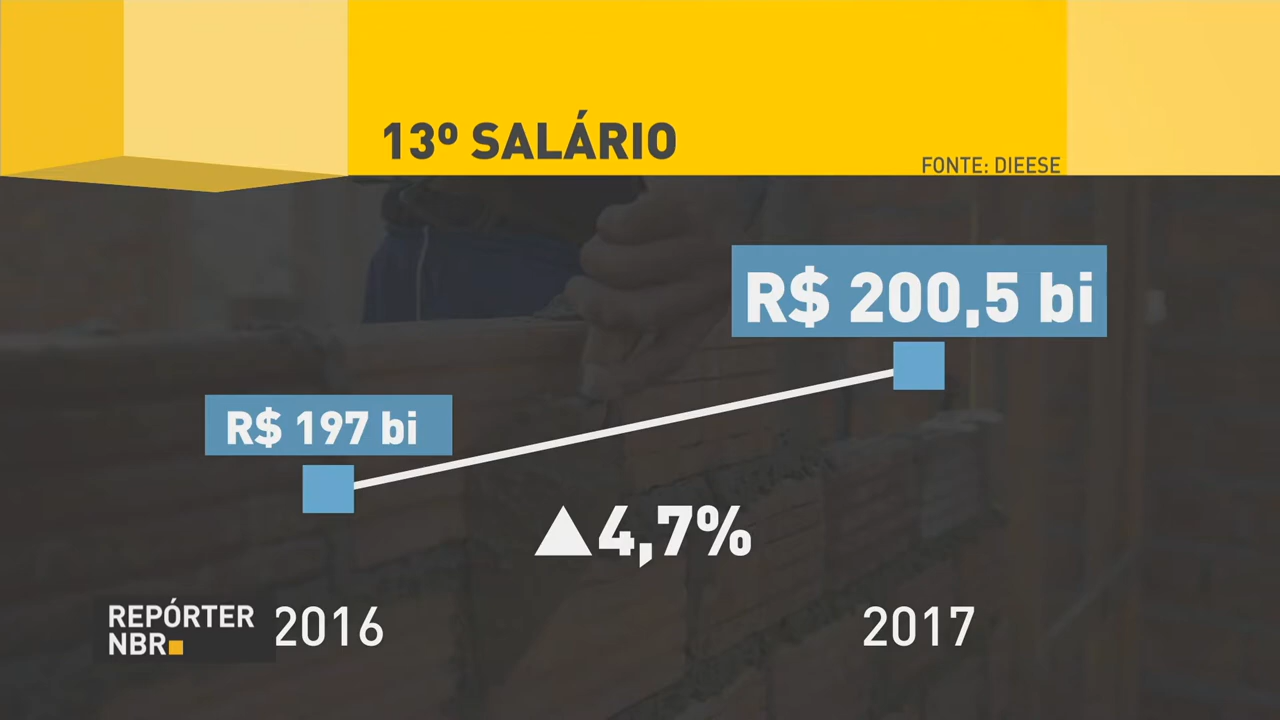 13º SALÁRIO
FONTE: DIEESE
R$ 200,5 bi
R$ 197 bi
▲4,7%
REPÓRTER
NBR
2016
2017